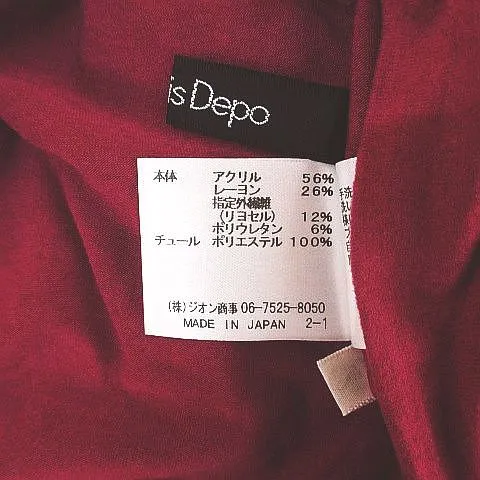 is Depo
本体 アクリル 56%
レーヨン 26%
指定外繊維
(リヨセル) 12%
ポリウレタン 6%
チュール ポリエステル 100%
(株)ジオン商事 06-7525-8050
MADE IN JAPAN 2-1